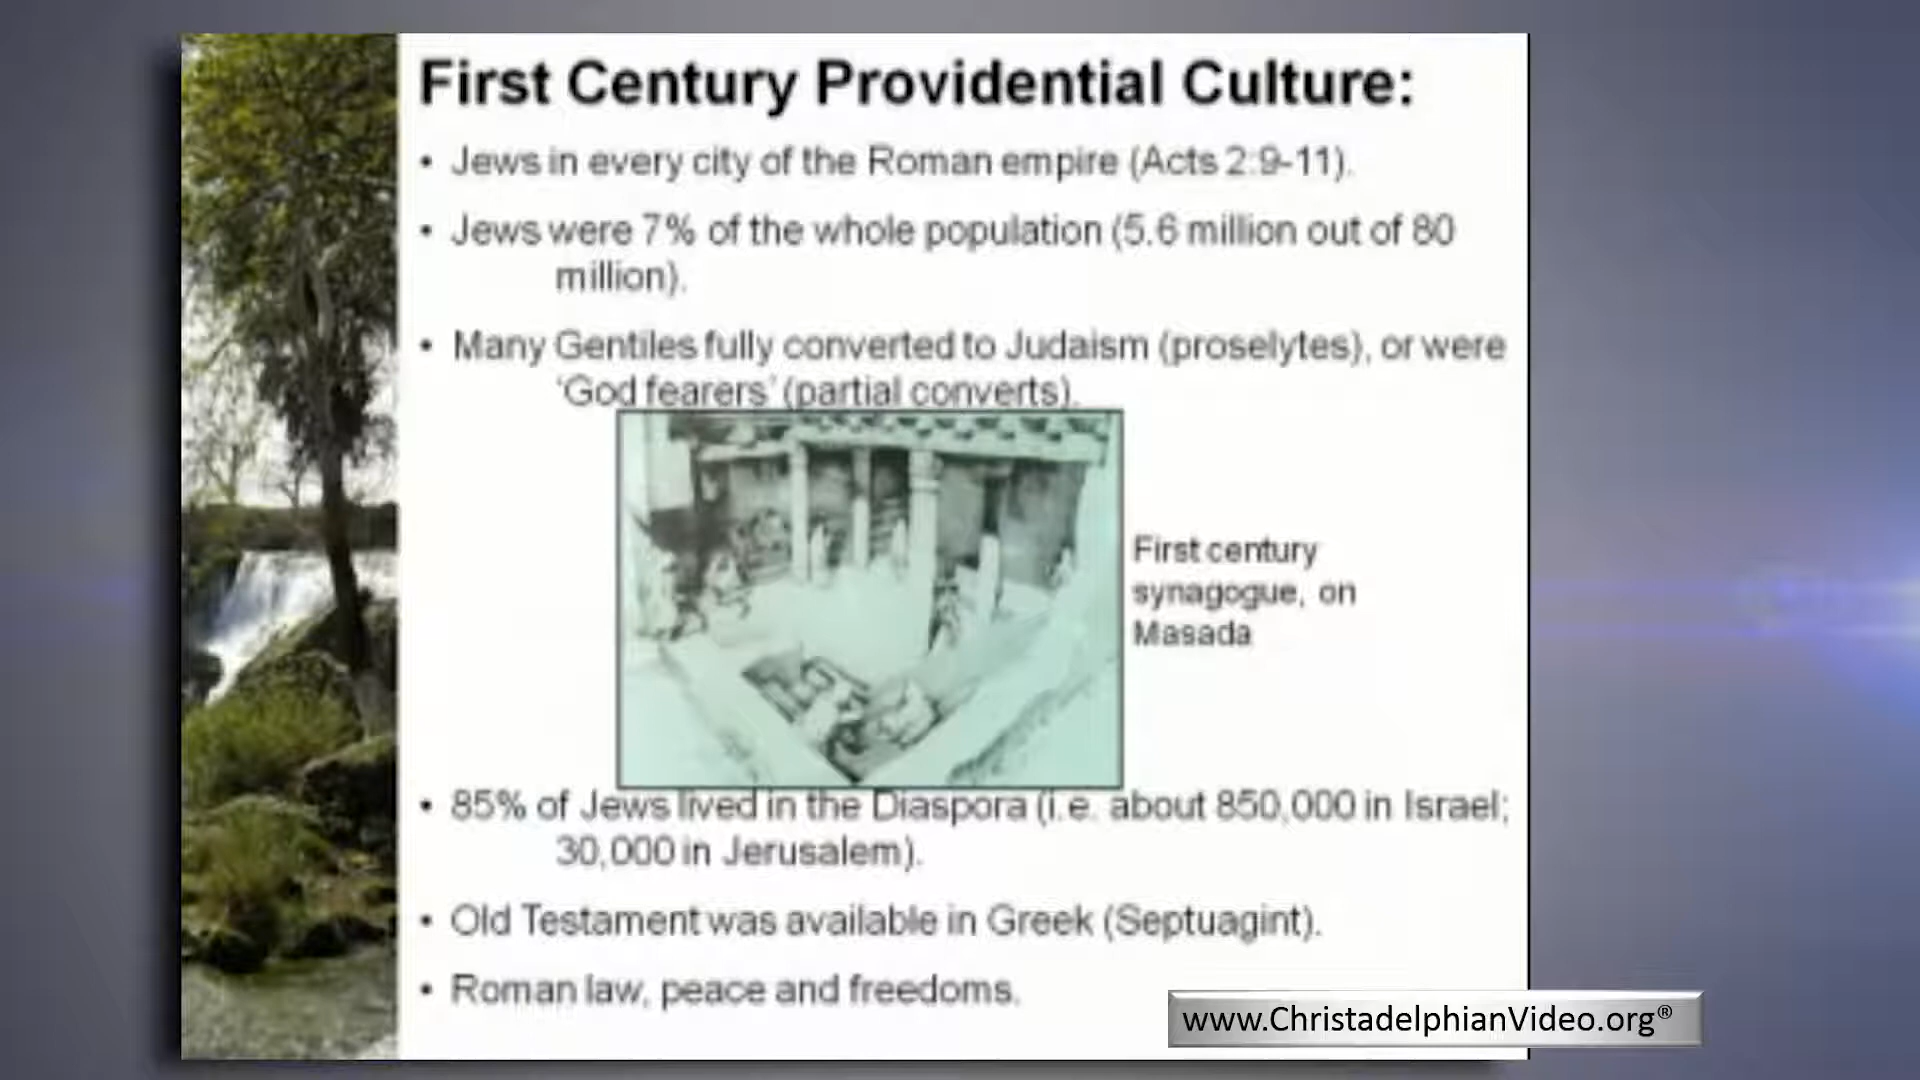 First Century Providential Culture:
• Jews in every city of the Roman empire (Acts 2:9-11).
• Jews were 7% of the whole population (5.6 million out of 80
million).
• Many Gentiles fully converted to Judaism (proselytes), or were
‘God fearers’ (partial converts).
First century
synagogue, on
Masada
• 85% of Jews lived in the Diaspora (i.e. about 850,000 in Israel;
30,000 in Jerusalem).
• Old Testament was available in Greek (Septuagint).
• Roman law, peace and freedoms.
www.ChristadelphianVideo.org®